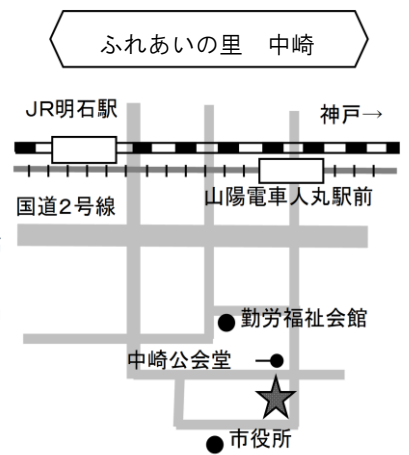 ふれあいの里　中崎
JR明石駅
神戸→
山陽電車人丸駅前
国道2号線
勤労福祉会館
中崎公会堂
市役所